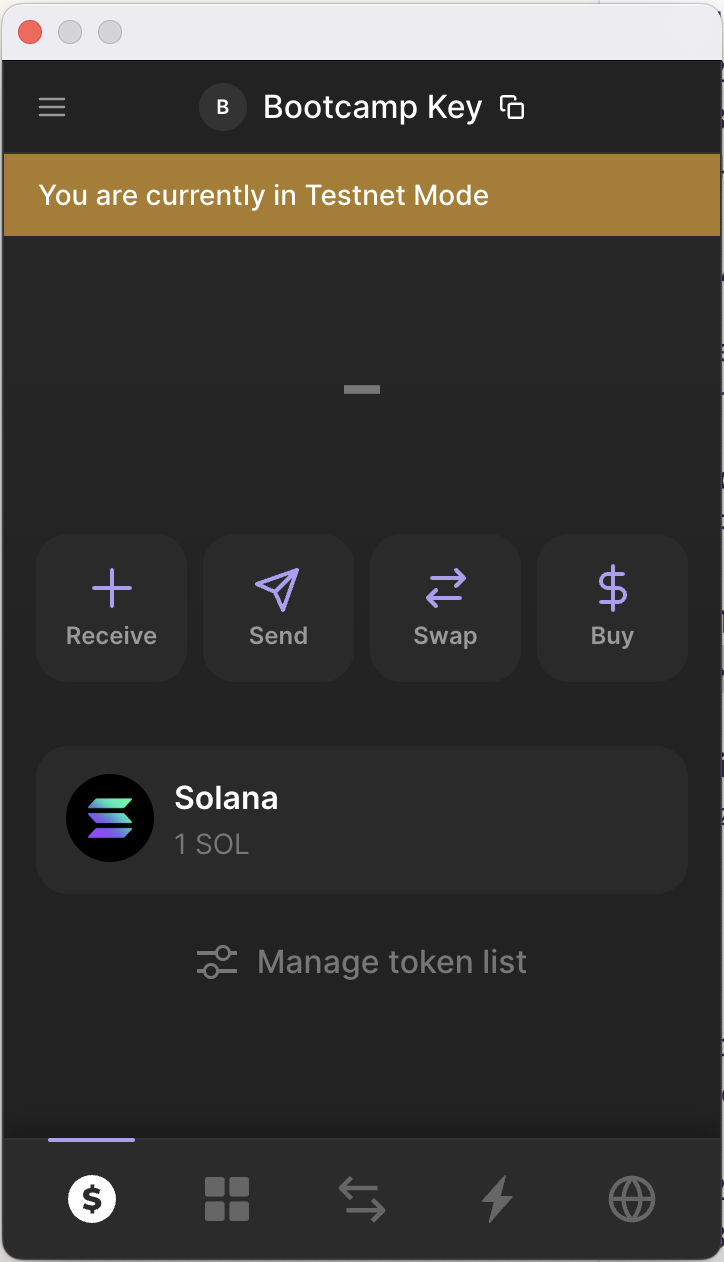 B Bootcamp Key
You are currently in Testnet Mode
-
Receive Send Swap Buy
Solana
1 SOL
Manage token list
$